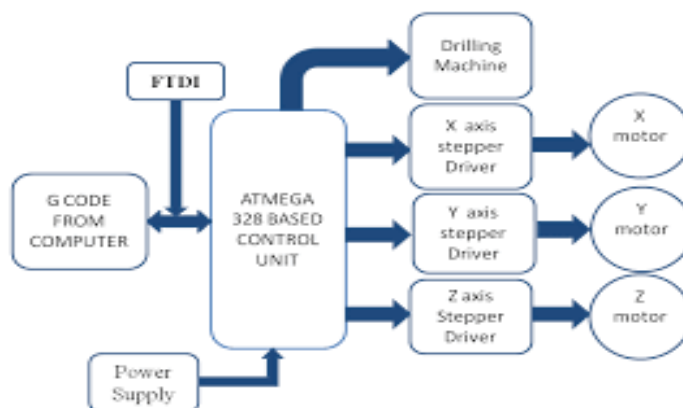 Drilling
Machine
FTDI
X axis
stepper
Driver
X
motor
G CODE
FROM
COMPUTER
ATMEGA
328 BASED
CONTROL
UNIT
Y axis
stepper
Driver
Y
motor
Z axis
Stepper
Driver
Z
motor
Power
Supply